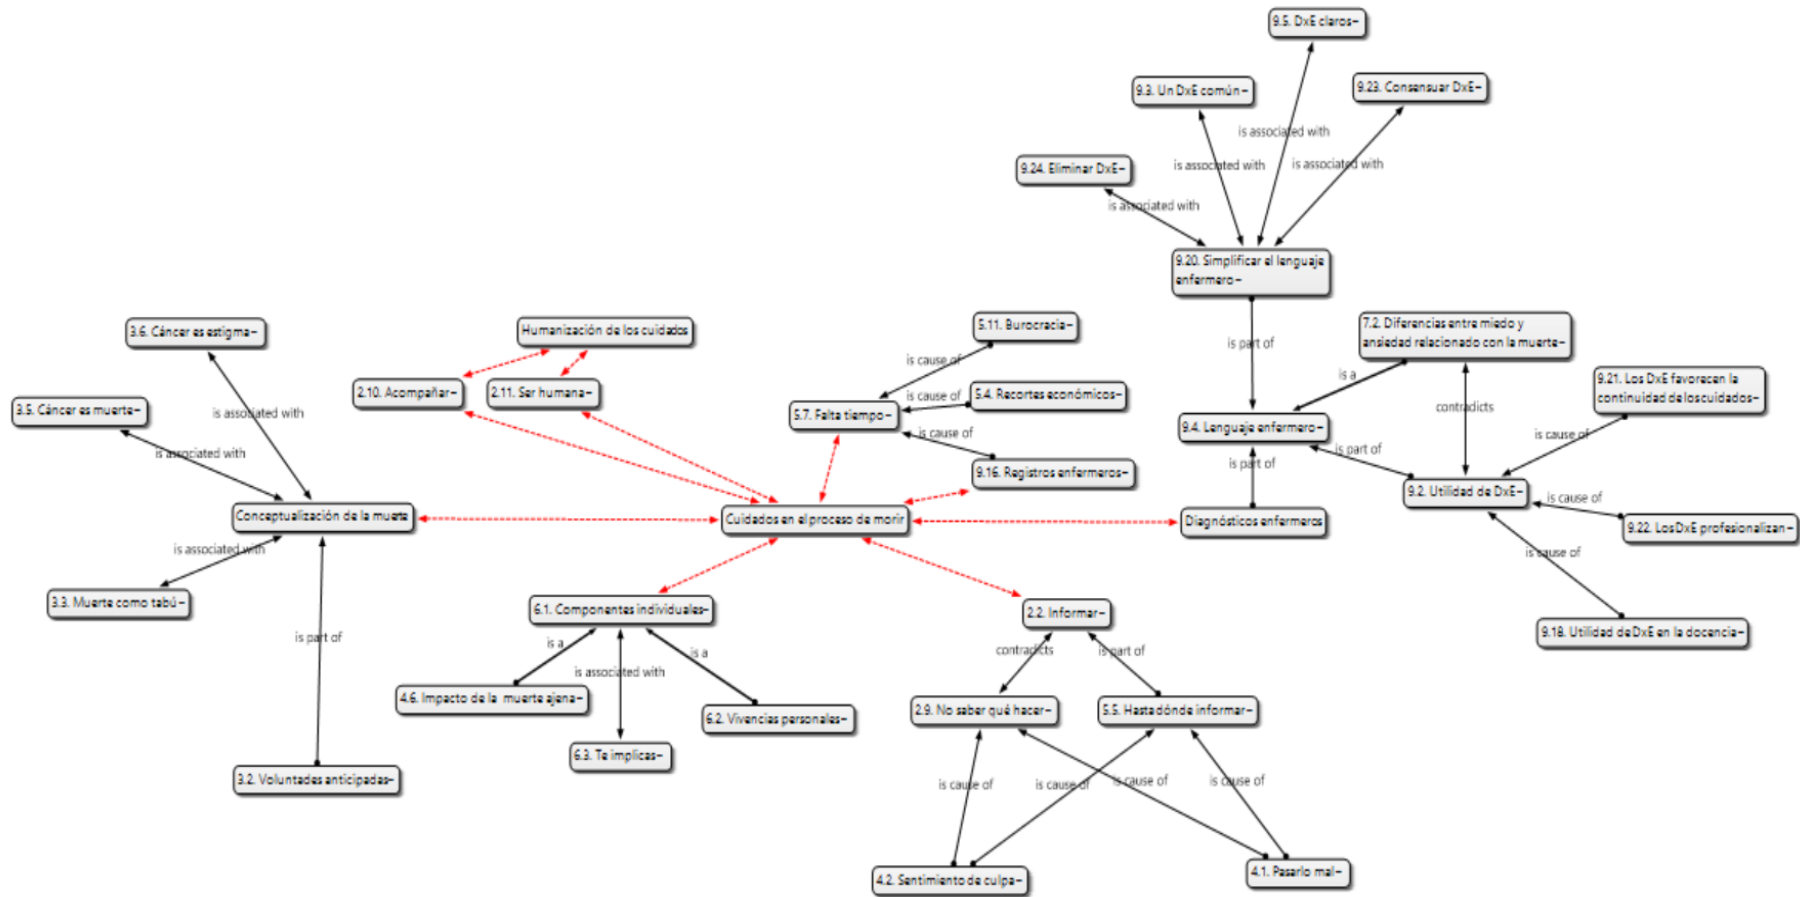 9.5. DxE claros~
9.3. Un DxE común~
9.23. Consensuar DxE~
is associated with
is associated with
is associated with
9.24. Eliminar DxE~
is associated with
9.20. Simplificar el lenguaje
enfermero~
3.6. Cáncer es estigma~
Humanización de los cuidados
5.11. Burocracia~
is part of
7.2. Diferencias entre miedo y
ansiedad relacionado con la muerte~
is cause of
is a
2.10. Acompañar~
2.11. Ser humana~
is cause of
5.4. Recortes económicos~
9.21. Los DxE favorecen la
continuidad de los cuidados~
3.5. Cáncer es muerte~
is associated with
5.7. Falta tiempo~
contradicts
9.4. Lenguaje enfermero~
is cause of
is cause of
is associated with
is part of
is part of
9.16. Registros enfermeros~
9.2. Utilidad de DxE~
is cause of
Conceptualización de la muerte
Cuidados en el proceso de morir
Diagnósticos enfermeros
9.22. Los DxE profesionalizan~
is associated with
is cause of
3.3. Muerte como tabú~
6.1. Componentes individuales~
2.2. Informar~
is part of
9.18. Utilidad de DxE en la docencia~
is a
is a
contradicts
is part of
is associated with
4.6. Impacto de la muerte ajena~
6.2. Vivencias personales~
2.9. No saber qué hacer~
5.5. Hasta dónde informar~
6.3. Te implicas~
3.2. Voluntades anticipadas~
is cause of
is cause of
is cause of
is cause of
4.2. Sentimiento de culpa~
4.1. Pasarlo mal~